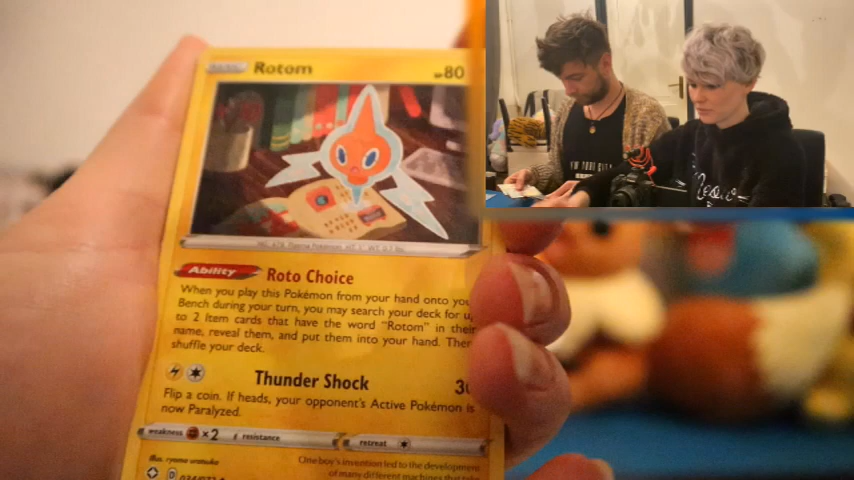 Rotom
80
Ability Roto Choice
When you play this Pokémon from your hand onto you
Bench during your turn, you may search your deck for u
to 2 Item cards that have the word "Rotom" in their
name, reveal them, and put them into your hand. Then
shuffle your deck.
Thunder Shock 30
Flip a coin. If heads, your opponent's Active Pokémon is
now Paralyzed.
weakness ×2 resistance retreat
Illus.
One boy's invention led to the development
of many different machines that take
Meow